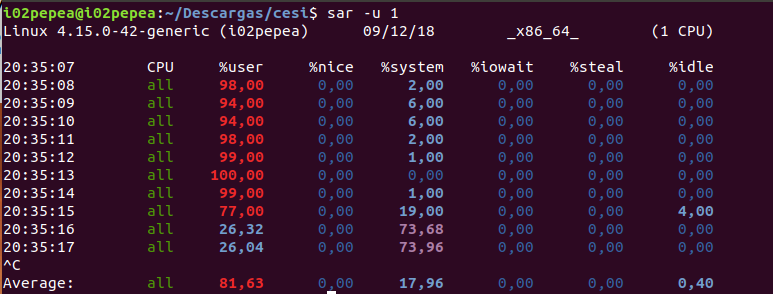 i02pepea@i02pepea:~/Descargas/cesi$ sar -u 1
Linux 4.15.0-42-generic (i02pepea) 09/12/18 _x86_64_ (1 CPU)
20:35:07 CPU %user %nice %system %iowait %steal %idle
20:35:08 all 98,00 0,00 2,00 0,00 0,00 0,00
20:35:09 all 94,00 0,00 6,00 0,00 0,00 0,00
20:35:10 all 94,00 0,00 6,00 0,00 0,00 0,00
20:35:11 all 98,00 0,00 2,00 0,00 0,00 0,00
20:35:12 all 99,00 0,00 1,00 0,00 0,00 0,00
20:35:13 all 100,00 0,00 0,00 0,00 0,00 0,00
20:35:14 all 99,00 0,00 1,00 0,00 0,00 0,00
20:35:15 all 77,00 0,00 19,00 0,00 0,00 4,00
20:35:16 all 26,32 0,00 73,68 0,00 0,00 0,00
20:35:17 all 26,04 0,00 73,96 0,00 0,00 0,00
^C
Average: all 81,63 0,00 17,96 0,00 0,00 0,40